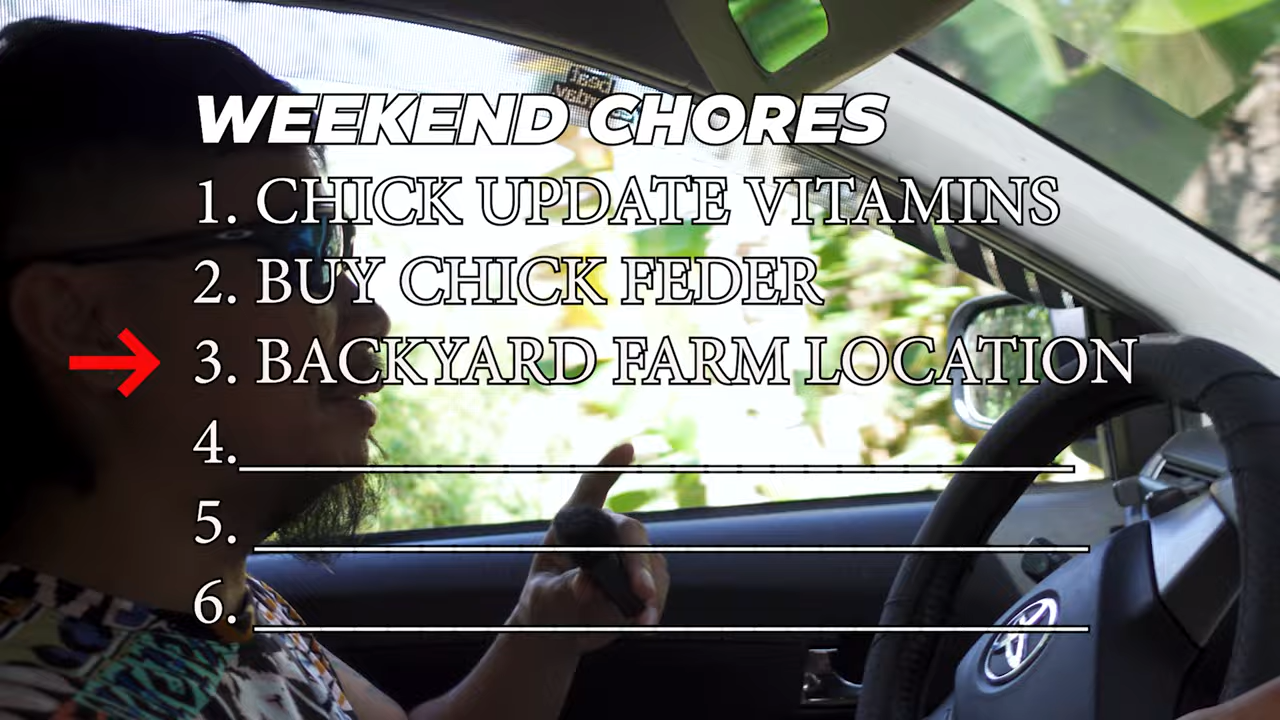 WEEKEND CHORES
1. CHICK UPDATE VITAMINS
2. BUY CHICK FEDER
3. BACKYARD FARM LOCATION
4.
5.
6.